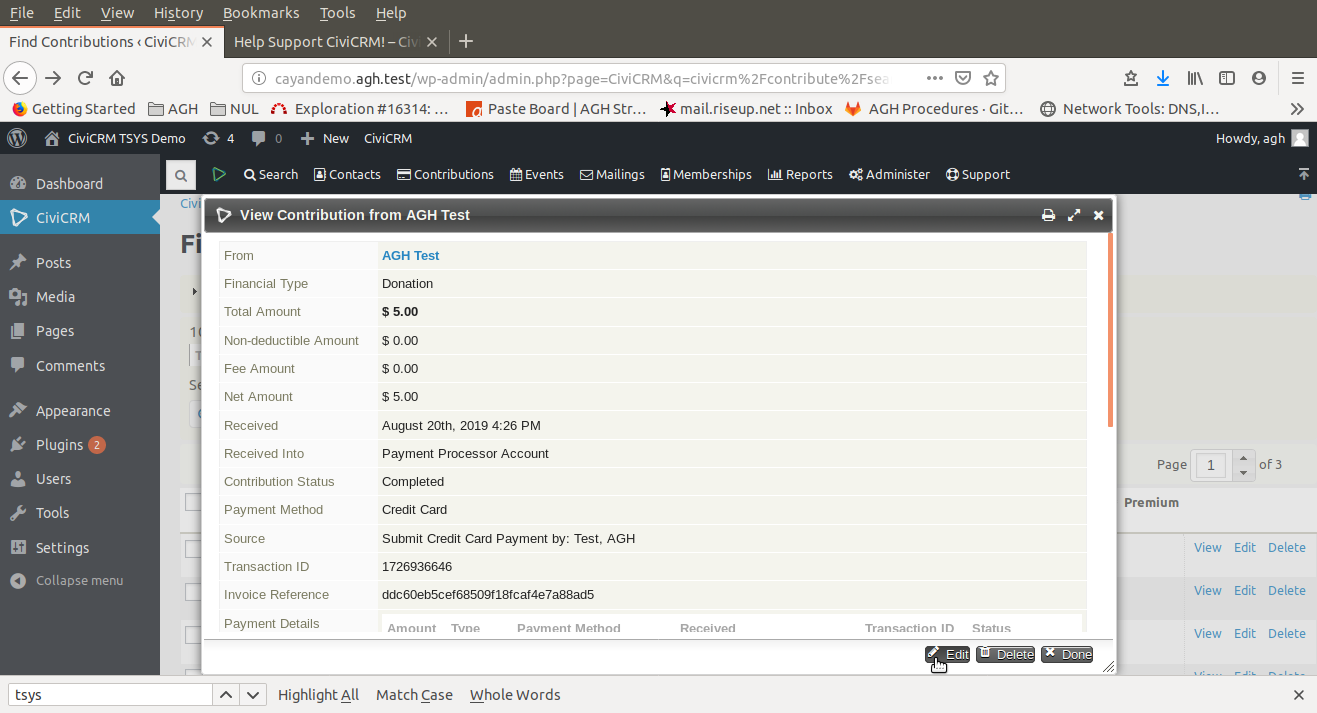 File Edit View History Bookmarks Tools Help
Find Contributions ‹ CiviCRM
Help Support CiviCRM! – Civ
cayandemo.agh.test/wp-admin/admin.php?page=CiviCRM&q=civicrm%2Fcontribute%2Fsea
Getting Started AGH NUL Exploration #16314: ... Paste Board | AGH Str... mail.riseup.net :: Inbox AGH Procedures · Git... Network Tools: DNS,I...
CiviCRM TSYS Demo 4 0 New CiviCRM Howdy, agh
Search Contacts Contributions Events Mailings Memberships Reports Administer Support
Dashboard
CiviCRM
Posts
Media
Pages
Comments
Appearance
Plugins 2
Users
Tools
Settings
Collapse menu
Civi
Fi
10
T
Se
View Contribution from AGH Test
From AGH Test
Financial Type Donation
Total Amount $ 5.00
Non-deductible Amount $ 0.00
Fee Amount $ 0.00
Net Amount $ 5.00
Received August 20th, 2019 4:26 PM
Received Into Payment Processor Account
Contribution Status Completed
Payment Method Credit Card
Source Submit Credit Card Payment by: Test, AGH
Transaction ID 1726936646
Invoice Reference ddc60eb5cef68509f18fcaf4e7a88ad5
Payment Details Amount Type Payment Method Received Transaction ID Status
Edit Delete Done
Page 1 of 3
Premium
View Edit Delete
View Edit Delete
View Edit Delete
View Edit Delete
tsys Highlight All Match Case Whole Words